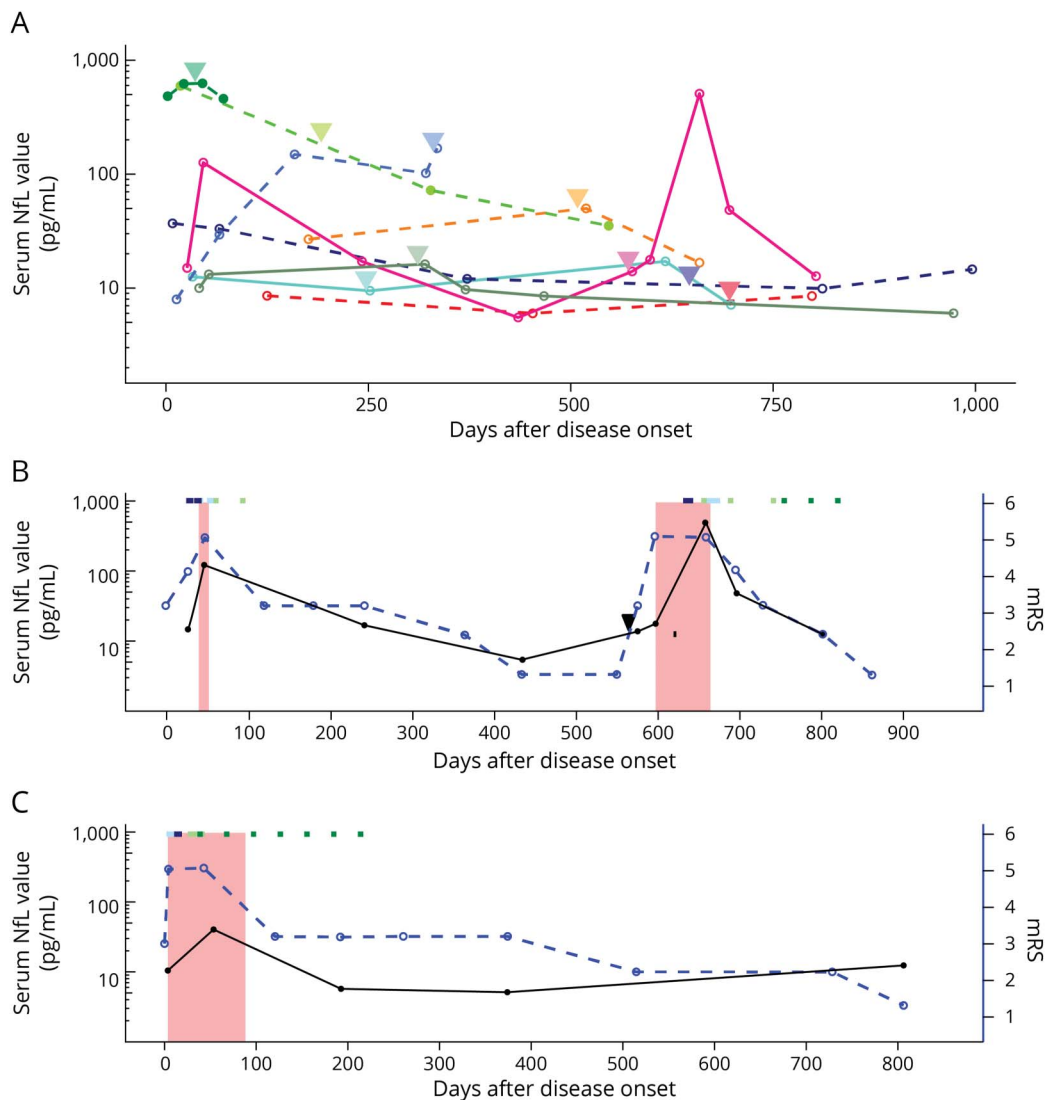 A
1,000
100
10
Serum NfL value
(pg/mL)
0 250 500 750 1,000
Days after disease onset
B
1,000
100
10
Serum NfL value
(pg/mL)
6
5
4
3
2
1
mRS
0 100 200 300 400 500 600 700 800 900
Days after disease onset
C
1,000
100
10
Serum NfL value
(pg/mL)
6
5
4
3
2
1
mRS
0 100 200 300 400 500 600 700 800
Days after disease onset